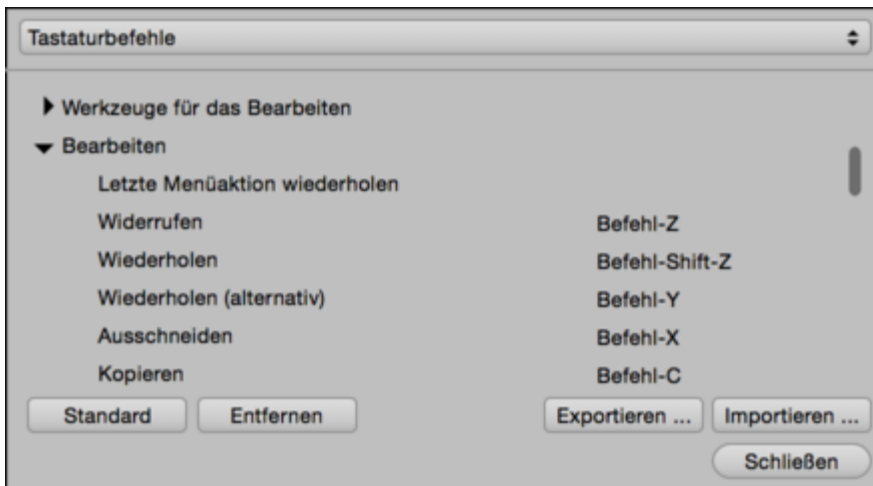 Tastaturbefehle
Werkzeuge für das Bearbeiten
Bearbeiten
Letzte Menüaktion wiederholen
Widerrufen Befehl-Z
Wiederholen Befehl-Shift-Z
Wiederholen (alternativ) Befehl-Y
Ausschneiden Befehl-X
Kopieren Befehl-C
Standard Entfernen Exportieren ... Importieren ...
Schließen